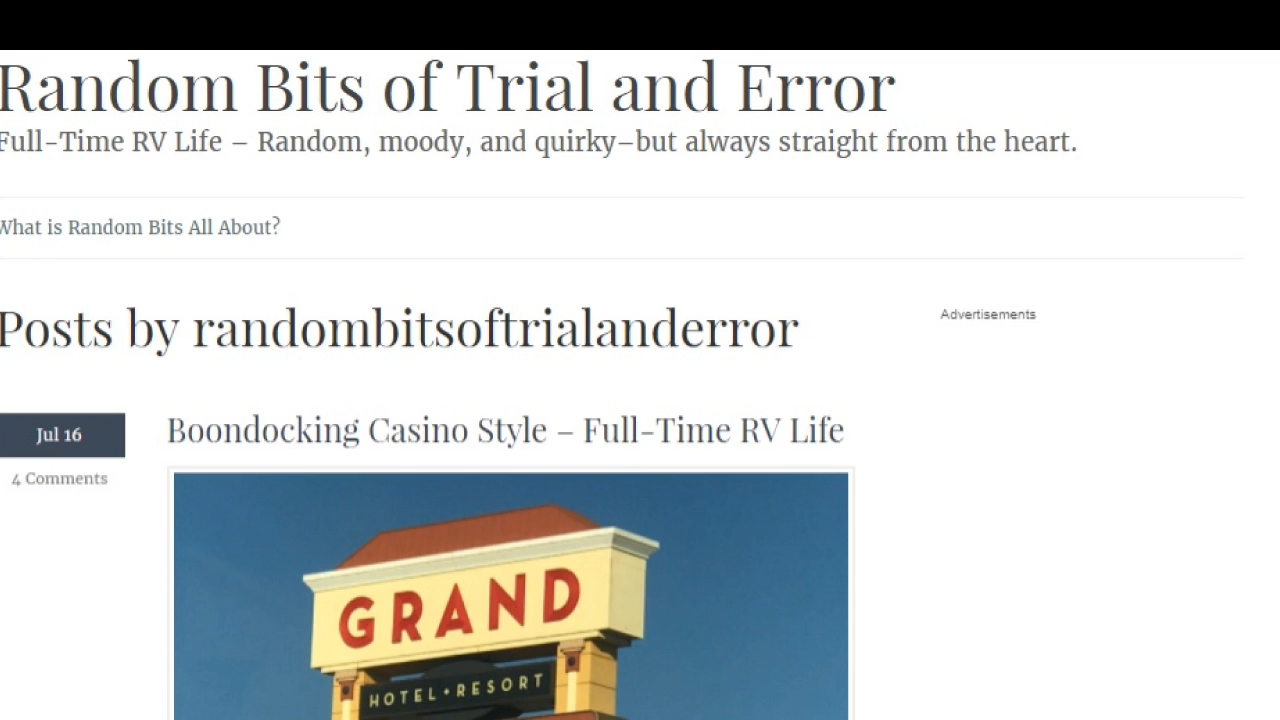 Random Bits of Trial and Error
Full-Time RV Life – Random, moody, and quirky–but always straight from the heart.
What is Random Bits All About?
Posts by randombitsoftrialanderror
Advertisements
Jul 16
4 Comments
Boondocking Casino Style – Full-Time RV Life
GRAND
HOTEL • RESORT